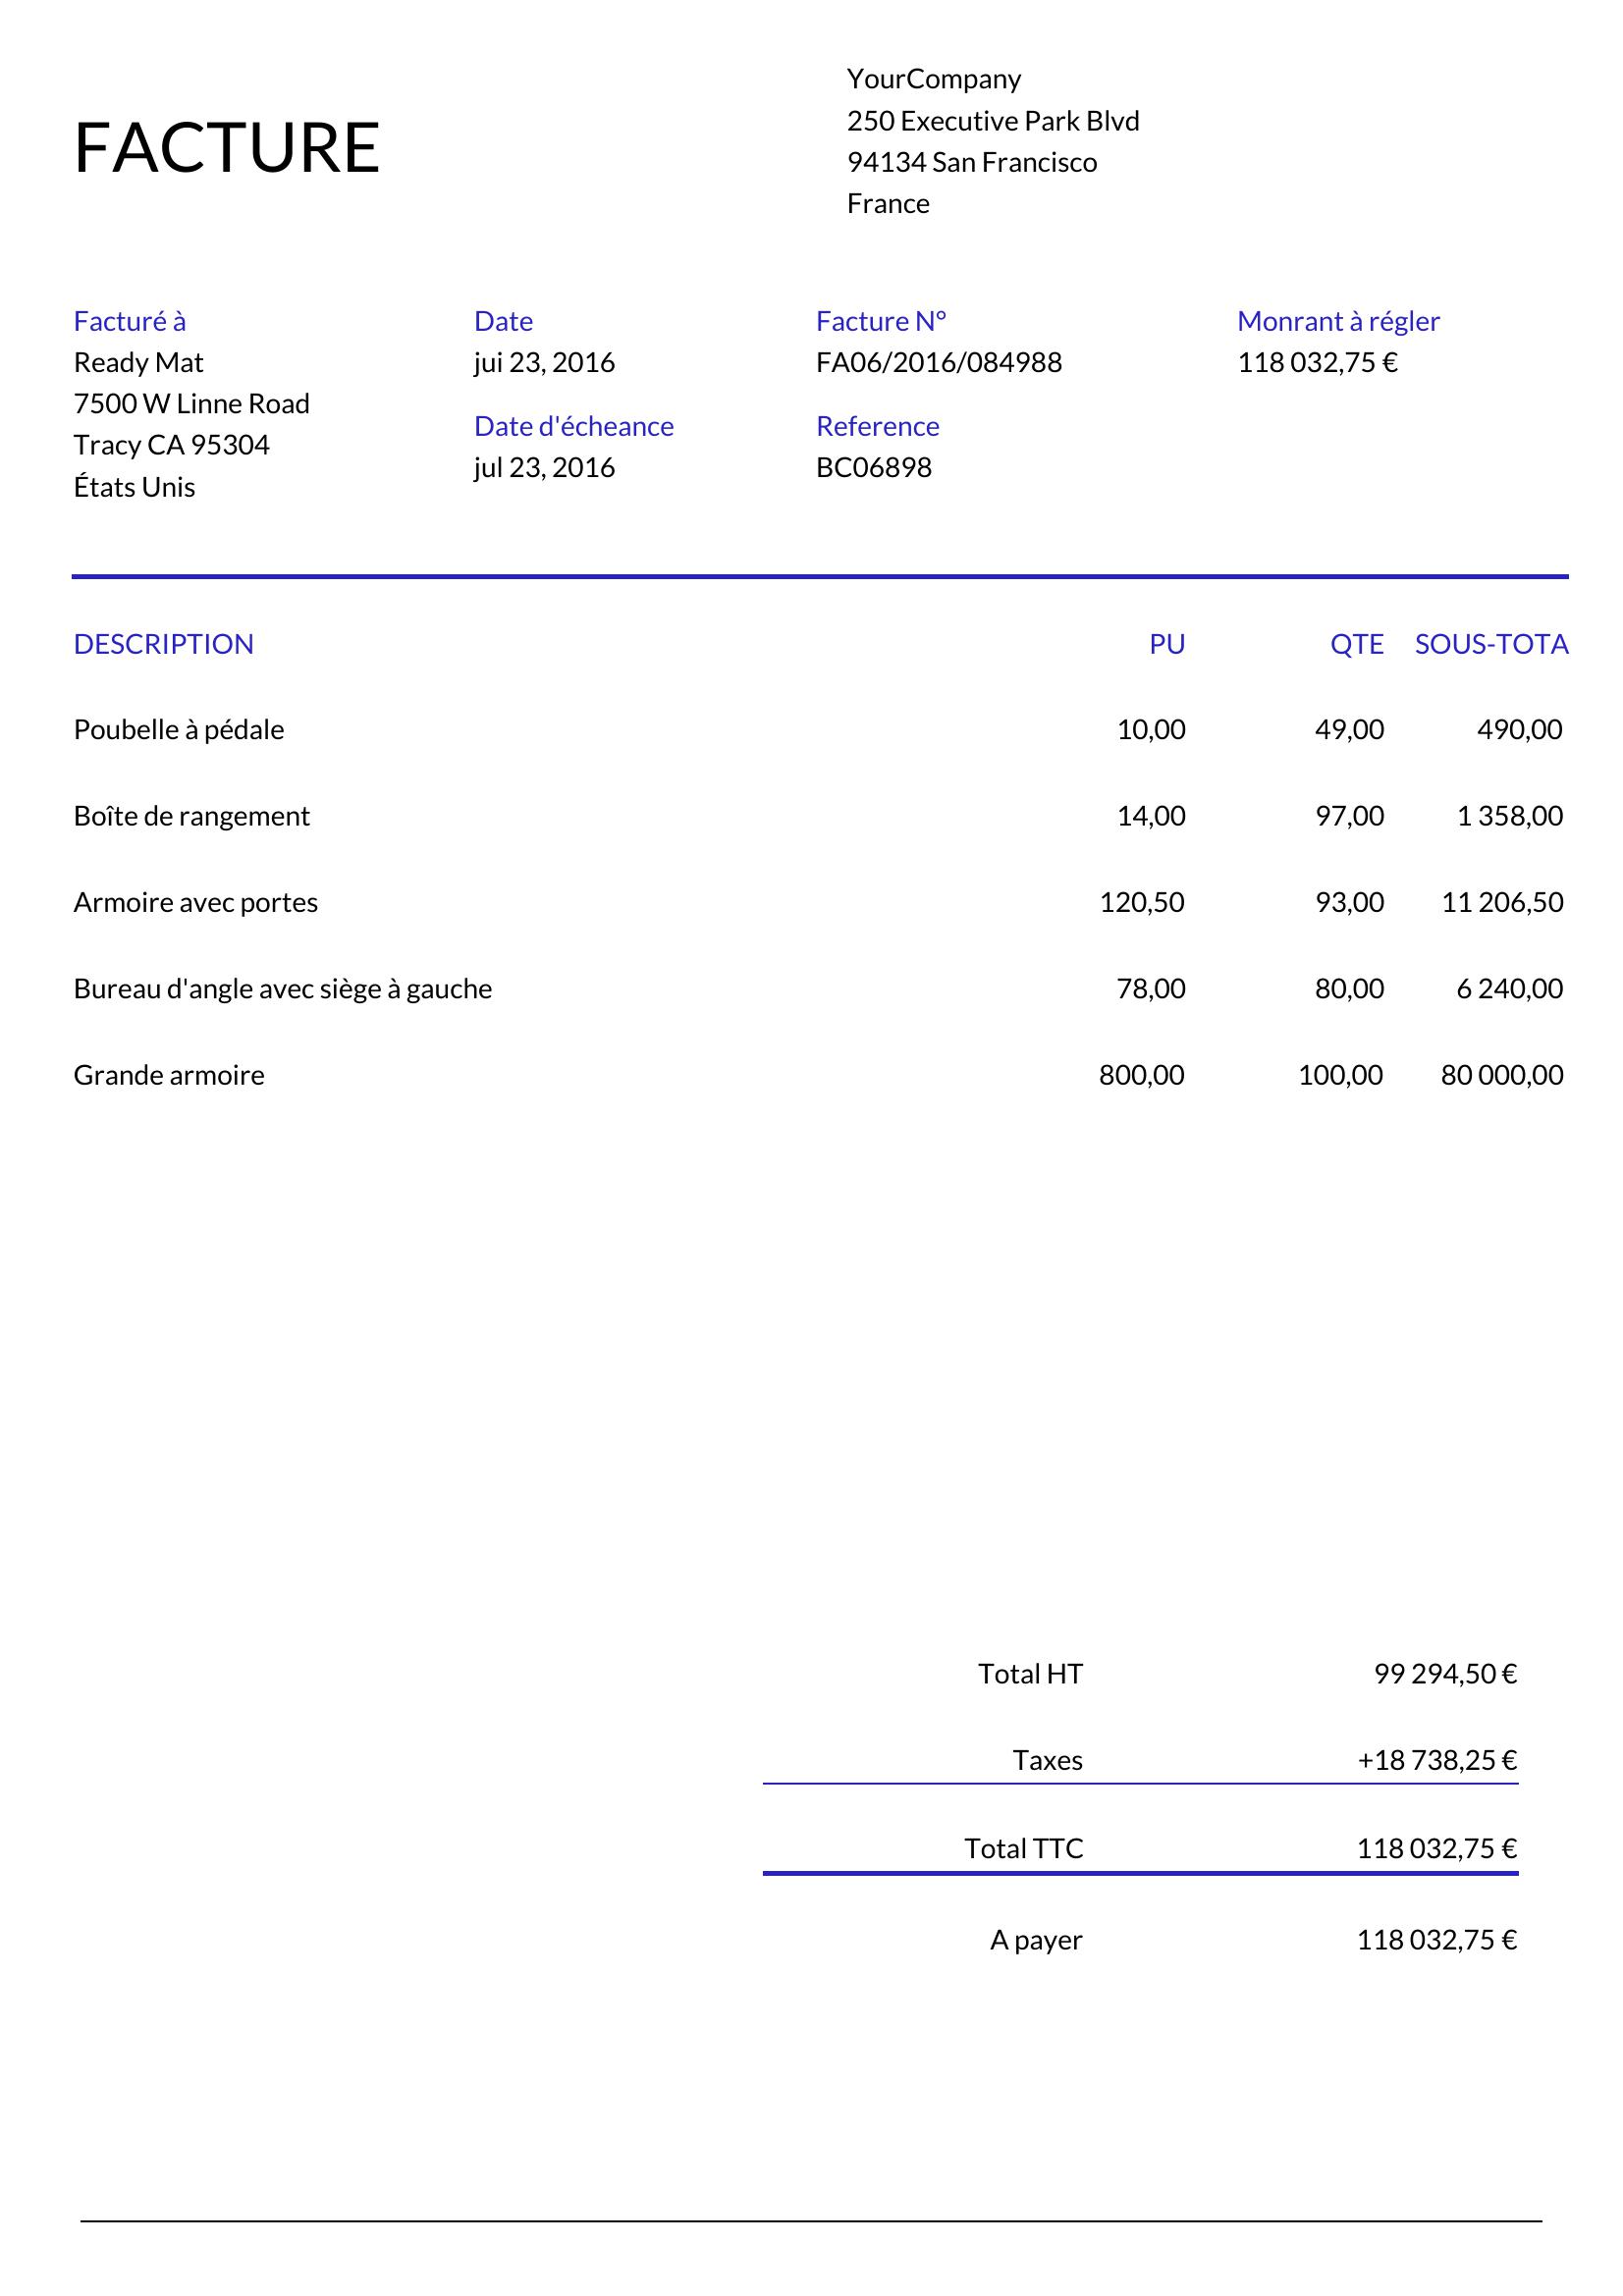 FACTURE
YourCompany
250 Executive Park Blvd
94134 San Francisco
France
Facturé à
Ready Mat
7500 W Linne Road
Tracy CA 95304
États Unis
Date
jui 23, 2016
Date d'écheance
jul 23, 2016
Facture N°
FA06/2016/084988
Reference
BC06898
Monrant à régler
118 032,75 €
DESCRIPTION PU QTE SOUS-TOTA
Poubelle à pédale 10,00 49,00 490,00
Boîte de rangement 14,00 97,00 1 358,00
Armoire avec portes 120,50 93,00 11 206,50
Bureau d'angle avec siège à gauche 78,00 80,00 6 240,00
Grande armoire 800,00 100,00 80 000,00
Total HT 99 294,50 €
Taxes +18 738,25 €
Total TTC 118 032,75 €
A payer 118 032,75 €